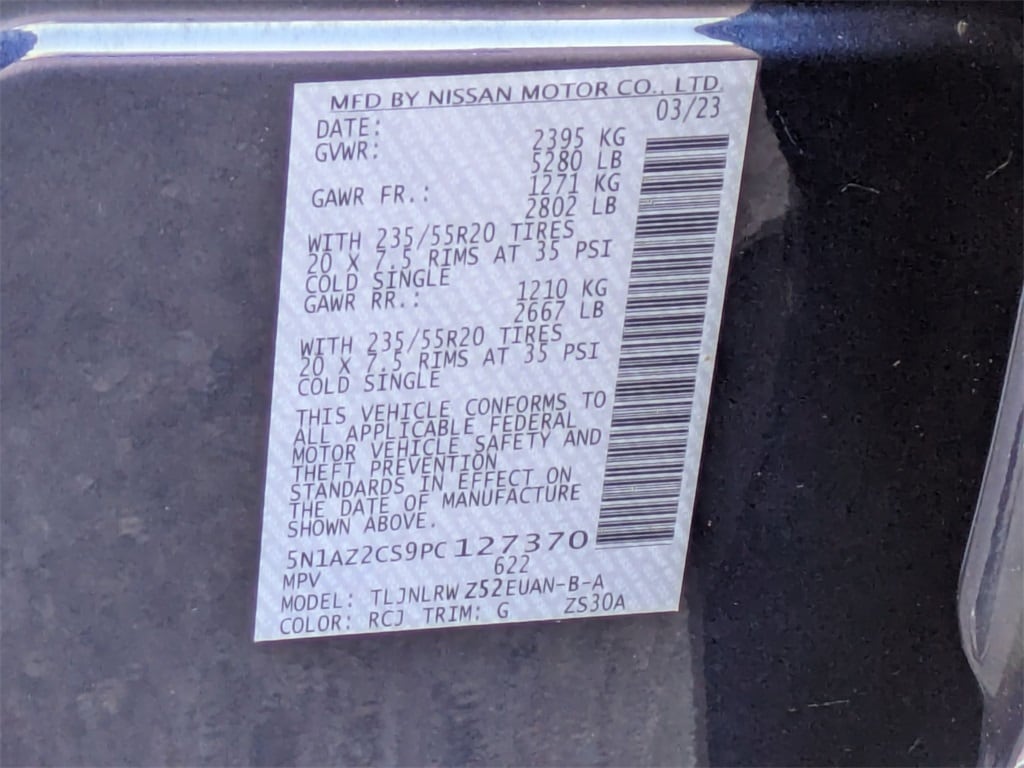 MFD BY NISSAN MOTOR CO., LTD.
DATE: 03/23
GVWR: 2395 KG
5280 LB
GAWR FR.: 1271 KG
2802 LB
WITH 235/55R20 TIRES
20 X 7.5 RIMS AT 35 PSI
COLD SINGLE
GAWR RR.: 1210 KG
2667 LB
WITH 235/55R20 TIRES
20 X 7.5 RIMS AT 35 PSI
COLD SINGLE
THIS VEHICLE CONFORMS TO
ALL APPLICABLE FEDERAL
MOTOR VEHICLE SAFETY AND
THEFT PREVENTION
STANDARDS IN EFFECT ON
THE DATE OF MANUFACTURE
SHOWN ABOVE.
5N1AZ2CS9PC127370
MPV 622
MODEL: TLJNLRWZ52EUAN-B-A
COLOR: RCJ TRIM: G ZS30A